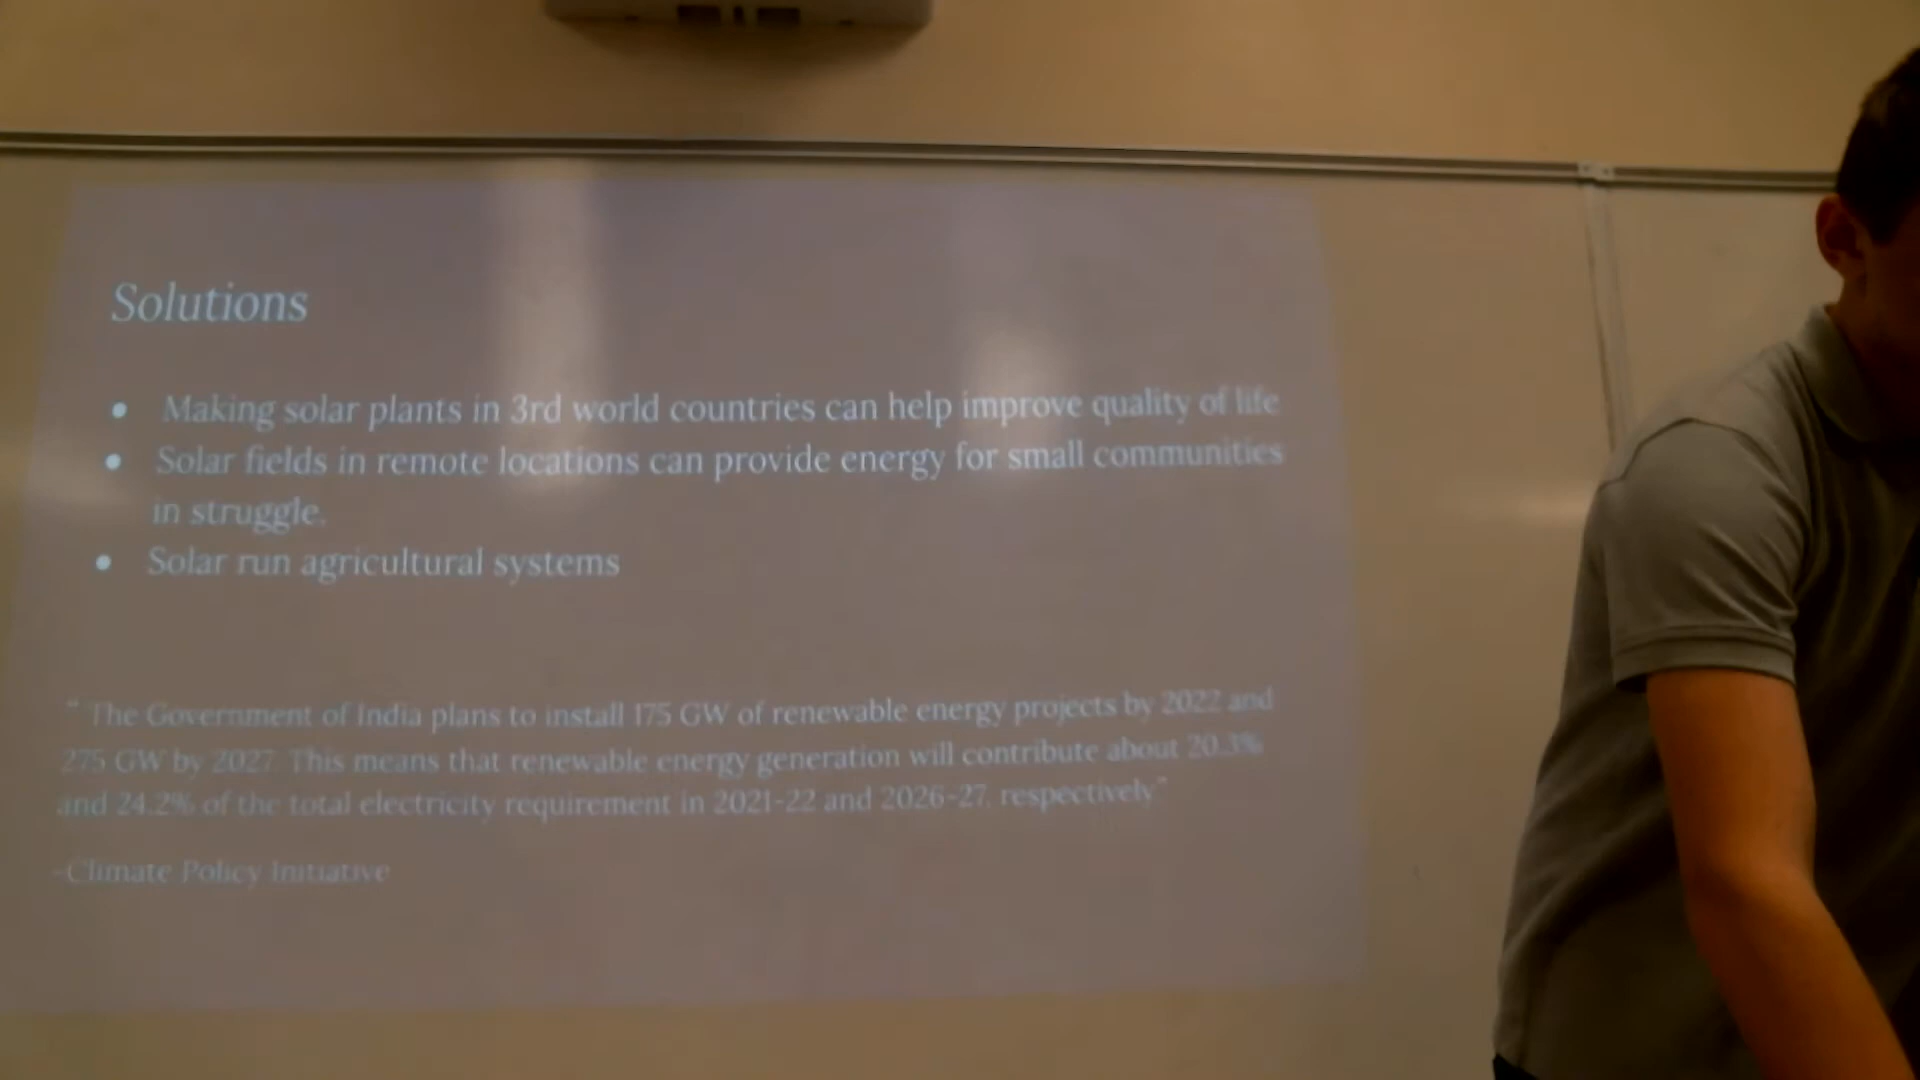 Solutions
● Making solar plants in 3rd world countries can help improve quality of life
● Solar fields in remote locations can provide energy for small communities
in struggle.
● Solar run agricultural systems
“ The Government of India plans to install 175 GW of renewable energy projects by 2022 and
275 GW by 2027. This means that renewable energy generation will contribute about 20.3%
and 24.2% of the total electricity requirement in 2021-22 and 2026-27, respectively”
-Climate Policy Initiative